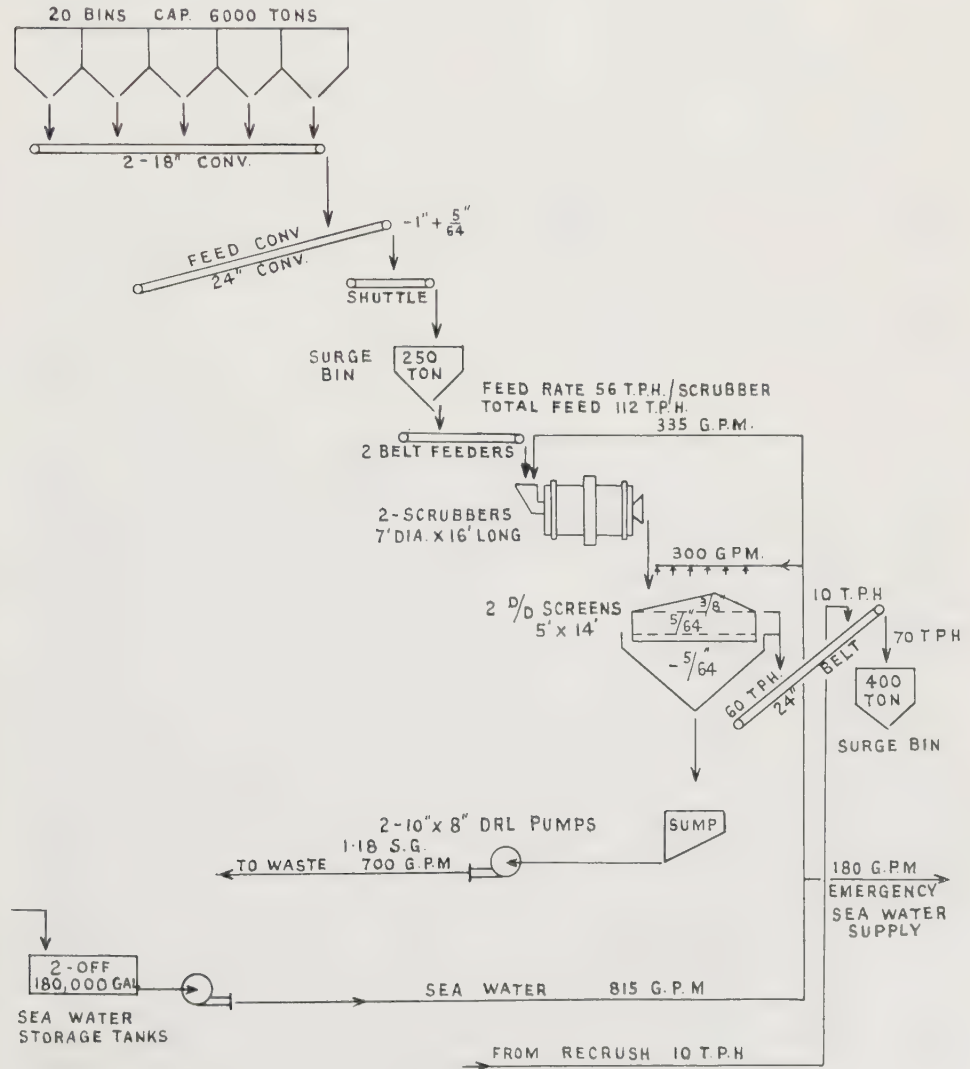 20 BINS CAP. 6000 TONS
2-18" CONV.
FEED CONV
24" CONV.
-1" + 5/64"
SHUTTLE
SURGE
BIN
250
TON
FEED RATE 56 T.P.H./SCRUBBER
TOTAL FEED 112 T.P.H.
335 G.P.M.
2 BELT FEEDERS
2-SCRUBBERS
7' DIA. X 16' LONG
300 GPM.
2 D/D SCREENS
5' X 14'
3/8"
5/64"
- 5/64"
10 T.P.H
70 TPH
60 TPH.
24" BELT
400
TON
SURGE BIN
SUMP
2-10" X 8" DRL PUMPS
1·18 S.G.
TO WASTE 700 G.P.M
180 G.P.M
EMERGENCY
SEA WATER
SUPPLY
2-OFF
180,000 GAL
SEA WATER 815 G.P.M
SEA WATER
STORAGE TANKS
FROM RECRUSH 10 T.P.H